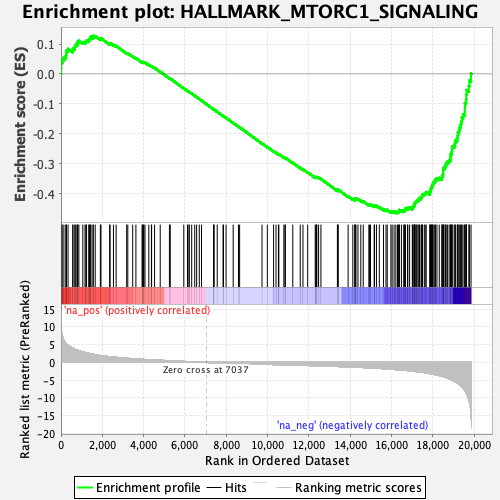 Enrichment plot: HALLMARK_MTORC1_SIGNALING
Enrichment score (ES)
0.1
0.0
-0.1
-0.2
-0.3
-0.4
'na_pos' (positively correlated)
Ranked list metric (PreRanked)
15
10
5
0
-5
-10
-15
-20
Zero cross at 7037
'na_neg' (negatively correlated)
0
2,000
4,000
6,000
8,000
10,000
12,000
14,000
16,000
18,000
20,000
Rank in Ordered Dataset
Enrichment profile
Hits
Ranking metric scores